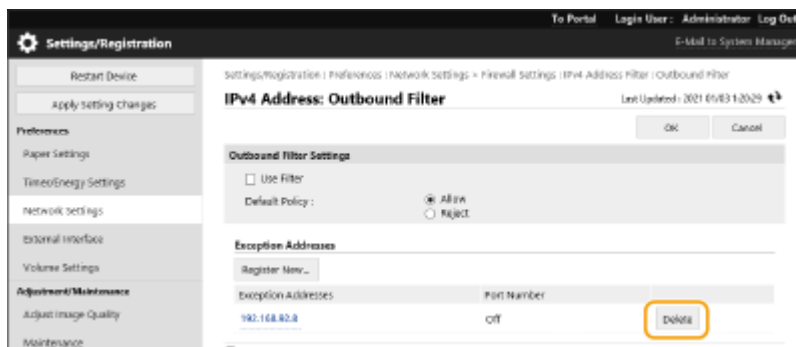 To Portal Login User : Administrator Log Out
Settings/Registration
E-Mail to System Manager
Restart Device
Apply Setting Changes
Preferences
Paper Settings
Timer/Energy Settings
Network Settings
External Interface
Volume Settings
Adjustment/Maintenance
Adjust Image Quality
Maintenance
Settings/Registration : Preferences : Network Settings > Firewall Settings : IPv4 Address Filter : Outbound Filter
IPv4 Address: Outbound Filter
Last Updated : 2021 01/03 1:20:29
OK Cancel
Outbound Filter Settings
Use Filter
Default Policy :
Allow
Reject
Exception Addresses
Register New...
Exception Addresses Port Number
192.168.92.8 Off Delete